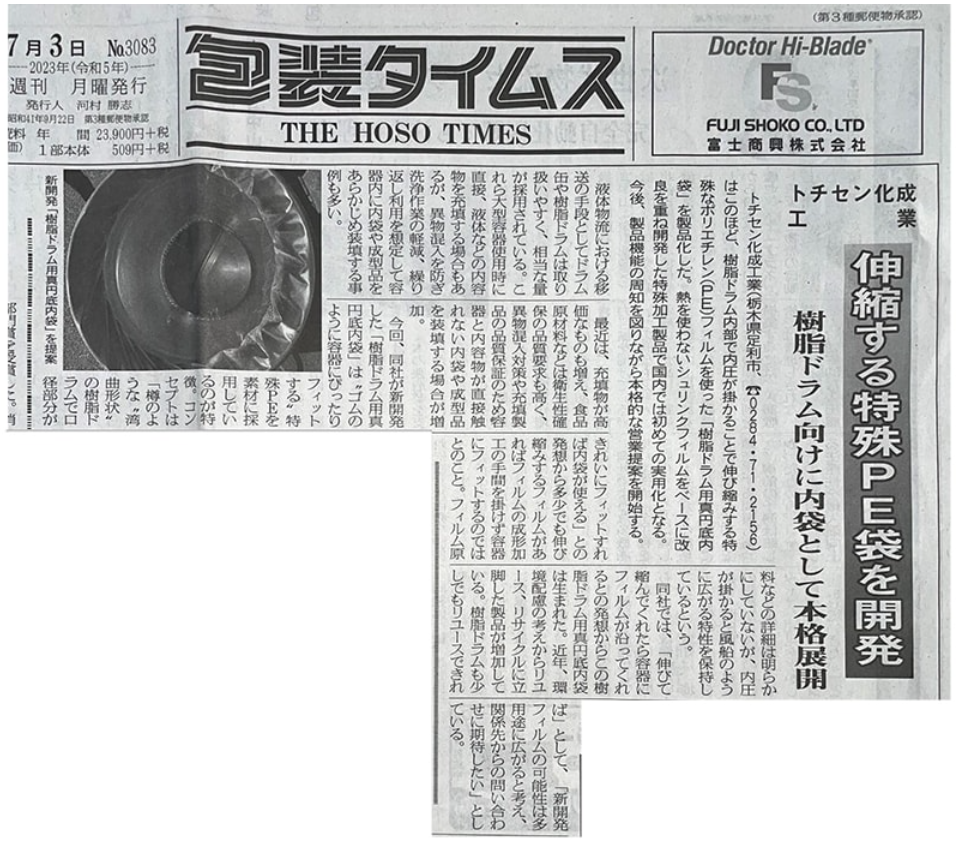 (第3種郵便物承認)
7月3日 No.3083
2023年(令和5年)
週刊 月曜発行
発行人 河村 勝志
昭和41年9月22日 第3種郵便物承認
料 年 間 23,900円+税
価) 1部本体 509円+税
包装タイムス
THE HOSO TIMES
Doctor Hi-Blade
FS
FUJI SHOKO CO., LTD
富士商興株式会社
トチセン化成
工業
伸縮する特殊PE袋を開発
樹脂ドラム向けに内袋として本格展開
トチセン化成工業(栃木県足利市、☎0284・71・2156)
はこのほど、樹脂ドラム内部で内圧が掛かることで伸び縮みする特
殊なポリエチレン(PE)フィルムを使った「樹脂ドラム用真円底内
袋」を製品化した。熱を使わないシュリンクフィルムをベースに改
良を重ね開発した特殊加工製品で国内では初めての実用化となる。
今後、製品機能の周知を図りながら本格的な営業提案を開始する。
液体物流における移
送の手段としてドラム
缶や樹脂ドラムは取り
扱いやすく、相当な量
が採用されている。こ
れら大型容器使用時に
直接、液体などの内容
物を充填する場合もあ
るが、異物混入を防ぎ
洗浄作業の軽減、繰り
返し利用を想定して容
器内に内袋や成型品を
あらかじめ装填する事
例も多い。
新開発「樹脂ドラム用真円底内袋」を提案
最近は、充填物が高
価なものも増え、食品
原材料などは衛生性確
保の品質要求も高く、
異物混入対策や充填製
品の品質保証のため容
器と内容物が直接触
れない内袋や成型品
を装填する場合が増
加。
今回、同社が新開発
した「樹脂ドラム用真
円底内袋」は〝ゴムの
ように容器にぴったり
フィット
する〟特
殊PEを
素材に採
用してい
るのが特
徴。コン
セプトは
「樽のよ
うな〝湾
曲形状〟
の樹脂ド
ラムで口
径部分が
きれいにフィットすれ
ば内袋が使える」との
発想から多少でも伸び
縮みするフィルムがあ
ればフィルムの成形加
工の手間を掛けず容器
にフィットするのでは
とのこと。フィルム原
料などの詳細は明らか
にしていないが、内圧
が掛かると風船のよう
に広がる特性を保持し
ているという。
同社では、「伸びて
縮んでくれたら容器に
フィルムが沿ってくれ
るとの発想からこの樹
脂ドラム用真円底内袋
は生まれた。近年、環
境配慮の考えからリユ
ース、リサイクルに立
脚した製品が増加して
いる。樹脂ドラムも少
しでもリユースできれ
ば」として、「新開発
フィルムの可能性は多
用途に広がると考え、
関係先からの問い合わ
せに期待したい」とし
ている。